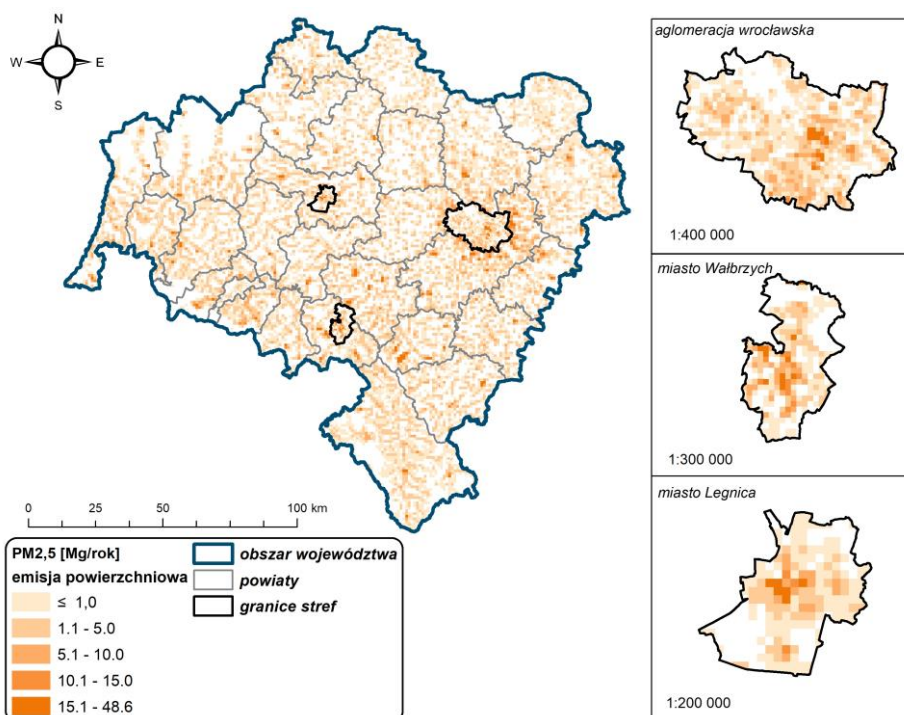 N
W E
S
aglomeracja wrocławska
1:400 000
miasto Wałbrzych
1:300 000
miasto Legnica
1:200 000
0 25 50 100 km
PM2,5 [Mg/rok]
emisja powierzchniowa
≤ 1,0
1.1 - 5.0
5.1 - 10.0
10.1 - 15.0
15.1 - 48.6
obszar województwa
powiaty
granice stref